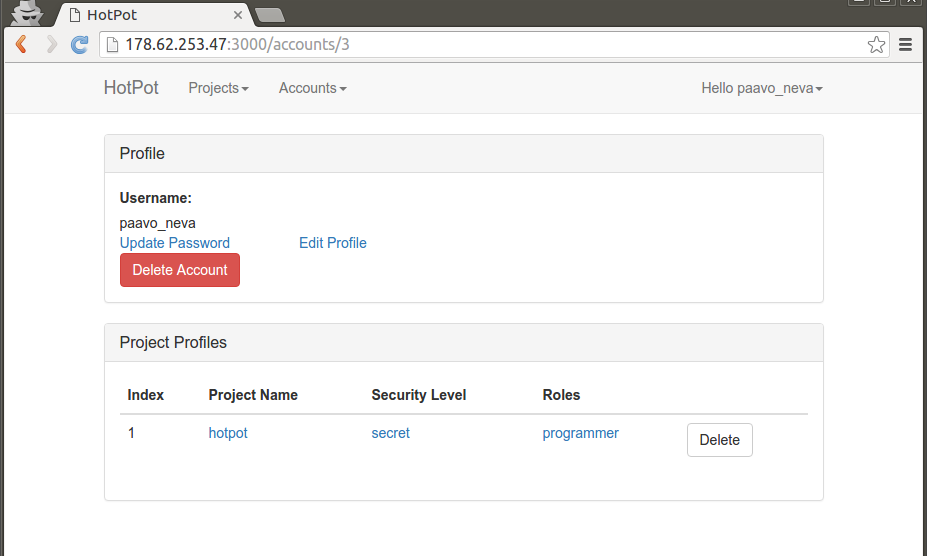 HotPot
178.62.253.47:3000/accounts/3
HotPot Projects Accounts Hello paavo_neva
Profile
Username:
paavo_neva
Update Password Edit Profile
Delete Account
Project Profiles
Index Project Name Security Level Roles
1 hotpot secret programmer Delete